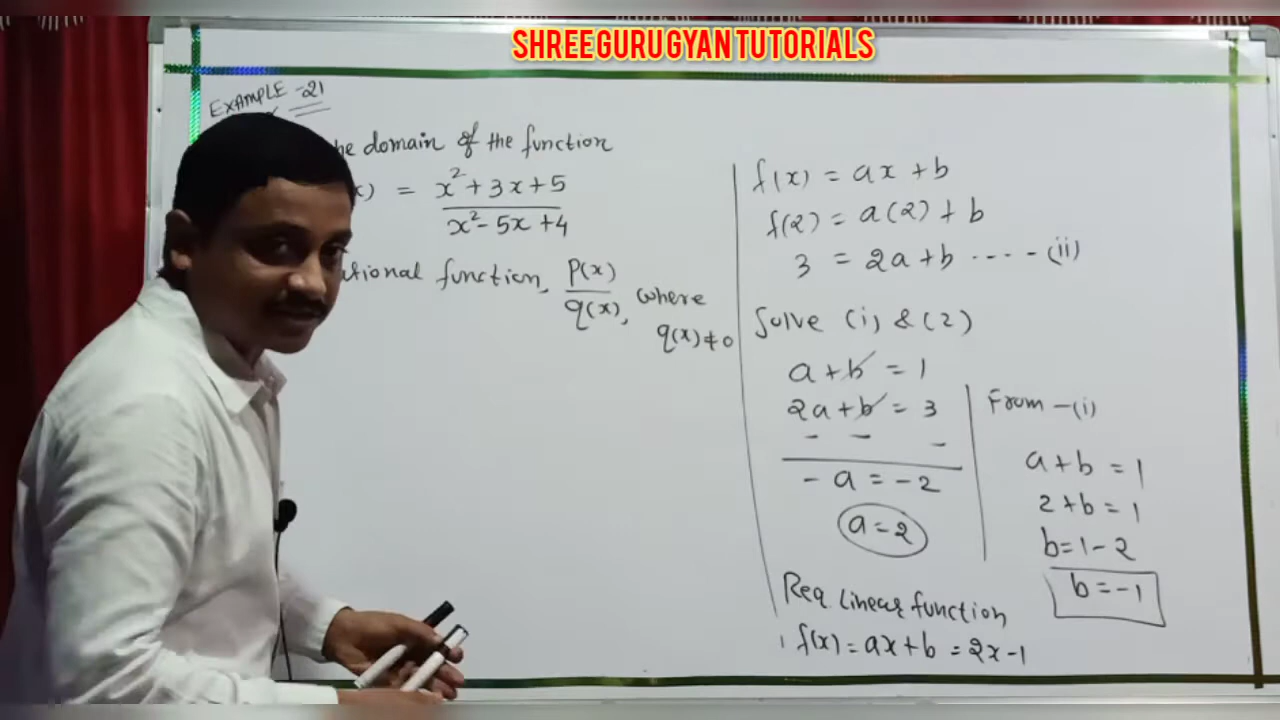 SHREE GURU GYAN TUTORIALS
EXAMPLE - 21
the domain of the function
x) = x²+3x+5
x²-5x+4
tional function, P(x)
q(x), where
q(x)≠0
f(x) = ax+b
f(2) = a(2)+b
3 = 2a+b ---- (ii)
Solve (i) & (2)
a+b = 1
2a+b = 3
- - -
-a = -2
a=2
From -(i)
a+b = 1
2+b = 1
b=1-2
b=-1
Req. Linear function
f(x)=ax+b = 2x-1